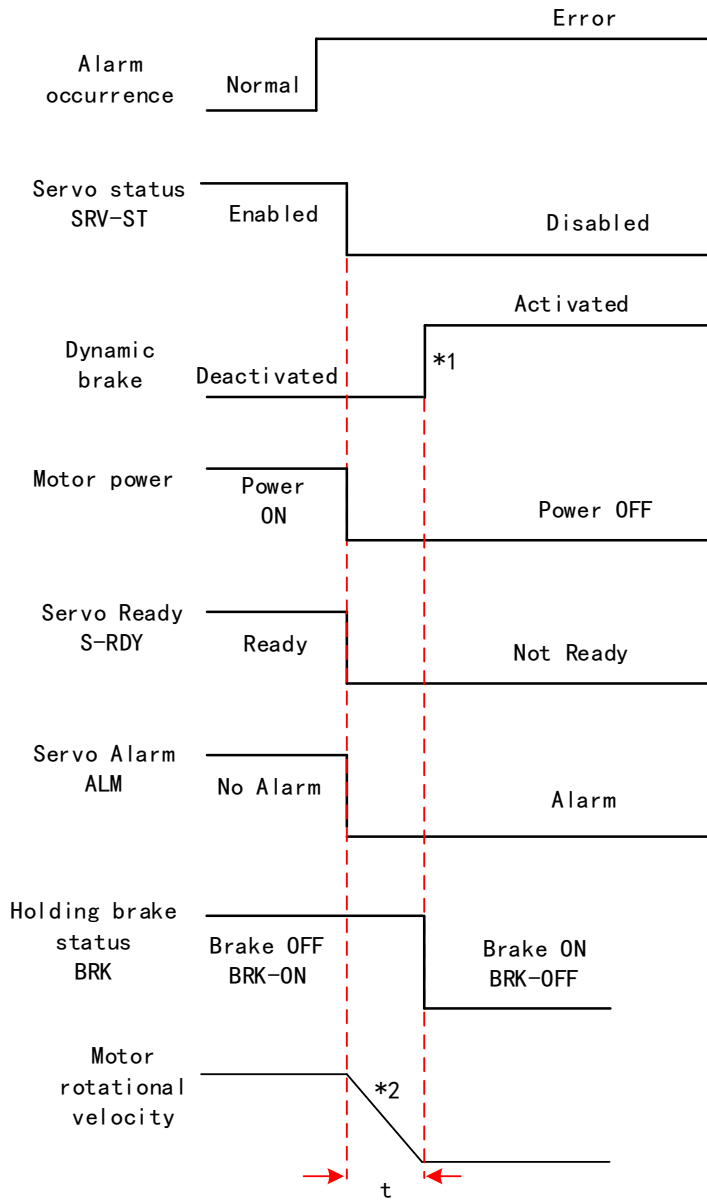 Error
Alarm
occurrence
Normal
Servo status
SRV-ST
Enabled
Disabled
Activated
Dynamic
brake
Deactivated
*1
Motor power
Power
ON
Power OFF
Servo Ready
S-RDY
Ready
Not Ready
Servo Alarm
ALM
No Alarm
Alarm
Holding brake
status
BRK
Brake OFF
BRK-ON
Brake ON
BRK-OFF
Motor
rotational
velocity
*2
t